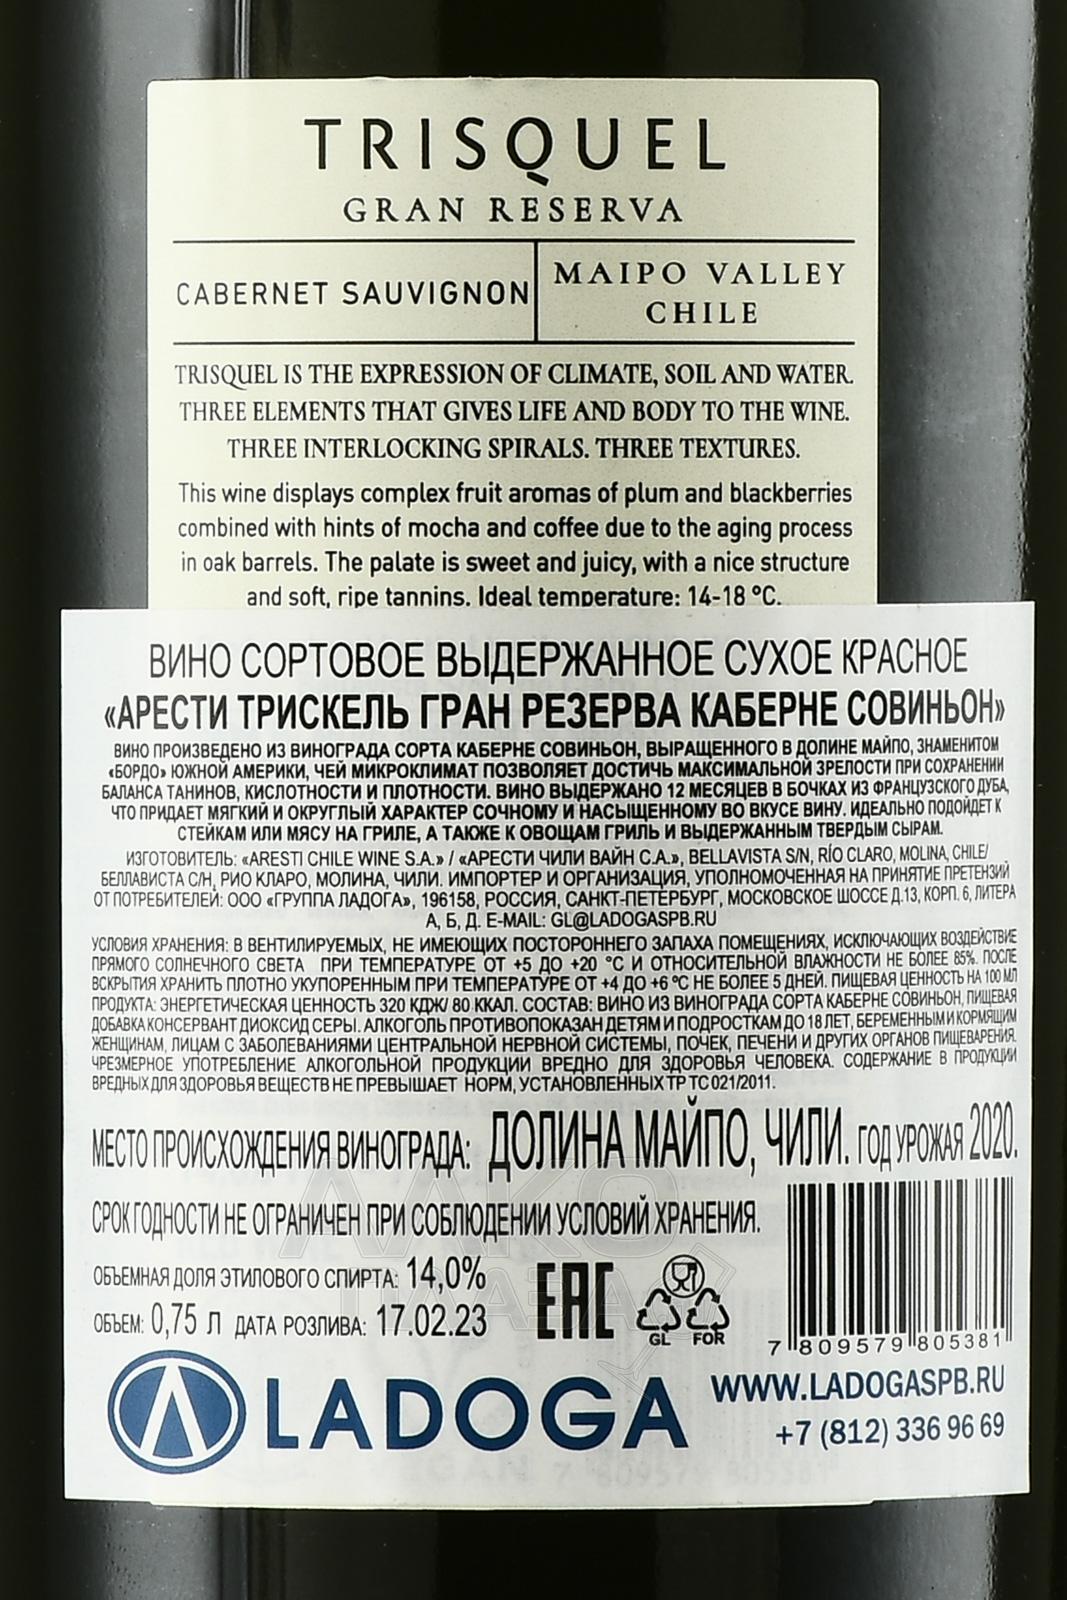 TRISQUEL
GRAN RESERVA
CABERNET SAUVIGNON
MAIPO VALLEY
CHILE
TRISQUEL IS THE EXPRESSION OF CLIMATE, SOIL AND WATER.
THREE ELEMENTS THAT GIVES LIFE AND BODY TO THE WINE.
THREE INTERLOCKING SPIRALS. THREE TEXTURES.
This wine displays complex fruit aromas of plum and blackberries
combined with hints of mocha and coffee due to the aging process
in oak barrels. The palate is sweet and juicy, with a nice structure
and soft, ripe tannins. Ideal temperature: 14-18 °C.
ВИНО СОРТОВОЕ ВЫДЕРЖАННОЕ СУХОЕ КРАСНОЕ
«АРЕСТИ ТРИСКЕЛЬ ГРАН РЕЗЕРВА КАБЕРНЕ СОВИНЬОН»
ВИНО ПРОИЗВЕДЕНО ИЗ ВИНОГРАДА СОРТА КАБЕРНЕ СОВИНЬОН, ВЫРАЩЕННОГО В ДОЛИНЕ МАЙПО, ЗНАМЕНИТОМ
«БОРДО» ЮЖНОЙ АМЕРИКИ, ЧЕЙ МИКРОКЛИМАТ ПОЗВОЛЯЕТ ДОСТИЧЬ МАКСИМАЛЬНОЙ ЗРЕЛОСТИ ПРИ СОХРАНЕНИИ
БАЛАНСА ТАНИНОВ, КИСЛОТНОСТИ И ПЛОТНОСТИ. ВИНО ВЫДЕРЖАНО 12 МЕСЯЦЕВ В БОЧКАХ ИЗ ФРАНЦУЗСКОГО ДУБА,
ЧТО ПРИДАЕТ МЯГКИЙ И ОКРУГЛЫЙ ХАРАКТЕР СОЧНОМУ И НАСЫЩЕННОМУ ВО ВКУСЕ ВИНУ. ИДЕАЛЬНО ПОДОЙДЕТ К
СТЕЙКАМ ИЛИ МЯСУ НА ГРИЛЕ, А ТАКЖЕ К ОВОЩАМ ГРИЛЬ И ВЫДЕРЖАННЫМ ТВЕРДЫМ СЫРАМ.
ИЗГОТОВИТЕЛЬ: «ARESTI CHILE WINE S.A.» / «АРЕСТИ ЧИЛИ ВАЙН С.А.», BELLAVISTA S/N, RÍO CLARO, MOLINA, CHILE/
БЕЛЛАВИСТА С/Н, РИО КЛАРО, МОЛИНА, ЧИЛИ. ИМПОРТЕР И ОРГАНИЗАЦИЯ, УПОЛНОМОЧЕННАЯ НА ПРИНЯТИЕ ПРЕТЕНЗИЙ
ОТ ПОТРЕБИТЕЛЕЙ: ООО «ГРУППА ЛАДОГА», 196158, РОССИЯ, САНКТ-ПЕТЕРБУРГ, МОСКОВСКОЕ ШОССЕ Д.13, КОРП. 6, ЛИТЕРА
А, Б, Д. E-MAIL: GL@LADOGASPB.RU
УСЛОВИЯ ХРАНЕНИЯ: В ВЕНТИЛИРУЕМЫХ, НЕ ИМЕЮЩИХ ПОСТОРОННЕГО ЗАПАХА ПОМЕЩЕНИЯХ, ИСКЛЮЧАЮЩИХ ВОЗДЕЙСТВИЕ
ПРЯМОГО СОЛНЕЧНОГО СВЕТА ПРИ ТЕМПЕРАТУРЕ ОТ +5 ДО +20 °С И ОТНОСИТЕЛЬНОЙ ВЛАЖНОСТИ НЕ БОЛЕЕ 85%. ПОСЛЕ
ВСКРЫТИЯ ХРАНИТЬ ПЛОТНО УКУПОРЕННЫМ ПРИ ТЕМПЕРАТУРЕ ОТ +4 ДО +6 °С НЕ БОЛЕЕ 5 ДНЕЙ. ПИЩЕВАЯ ЦЕННОСТЬ НА 100 МЛ
ПРОДУКТА: ЭНЕРГЕТИЧЕСКАЯ ЦЕННОСТЬ 320 КДЖ/ 80 ККАЛ. СОСТАВ: ВИНО ИЗ ВИНОГРАДА СОРТА КАБЕРНЕ СОВИНЬОН, ПИЩЕВАЯ
ДОБАВКА КОНСЕРВАНТ ДИОКСИД СЕРЫ. АЛКОГОЛЬ ПРОТИВОПОКАЗАН ДЕТЯМ И ПОДРОСТКАМ ДО 18 ЛЕТ, БЕРЕМЕННЫМ И КОРМЯЩИМ
ЖЕНЩИНАМ, ЛИЦАМ С ЗАБОЛЕВАНИЯМИ ЦЕНТРАЛЬНОЙ НЕРВНОЙ СИСТЕМЫ, ПОЧЕК, ПЕЧЕНИ И ДРУГИХ ОРГАНОВ ПИЩЕВАРЕНИЯ.
ЧРЕЗМЕРНОЕ УПОТРЕБЛЕНИЕ АЛКОГОЛЬНОЙ ПРОДУКЦИИ ВРЕДНО ДЛЯ ЗДОРОВЬЯ ЧЕЛОВЕКА. СОДЕРЖАНИЕ В ПРОДУКЦИИ
ВРЕДНЫХ ДЛЯ ЗДОРОВЬЯ ВЕЩЕСТВ НЕ ПРЕВЫШАЕТ НОРМ, УСТАНОВЛЕННЫХ ТР ТС 021/2011.
МЕСТО ПРОИСХОЖДЕНИЯ ВИНОГРАДА: ДОЛИНА МАЙПО, ЧИЛИ. ГОД УРОЖАЯ 2020.
СРОК ГОДНОСТИ НЕ ОГРАНИЧЕН ПРИ СОБЛЮДЕНИИ УСЛОВИЙ ХРАНЕНИЯ.
ОБЪЕМНАЯ ДОЛЯ ЭТИЛОВОГО СПИРТА: 14,0%
ОБЪЕМ: 0,75 Л ДАТА РОЗЛИВА: 17.02.23
EAC
GL FOR
7 809579 805381
LADOGA
WWW.LADOGASPB.RU
+7 (812) 336 96 69